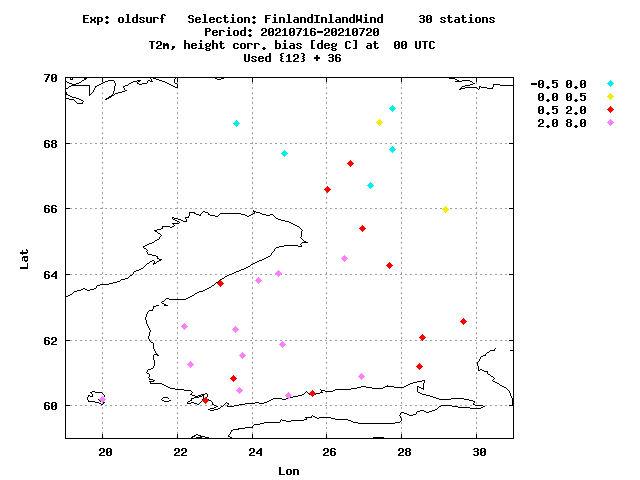 Exp: oldsurf   Selection: FinlandInlandWind     30 stations
Period: 20210716-20210720
T2m, height corr. bias [deg C] at  00 UTC
Used {12} + 36
-0.5 0.0
0.0 0.5
0.5 2.0
2.0 8.0
70
68
66
64
62
60
Lat
20 22 24 26 28 30
Lon